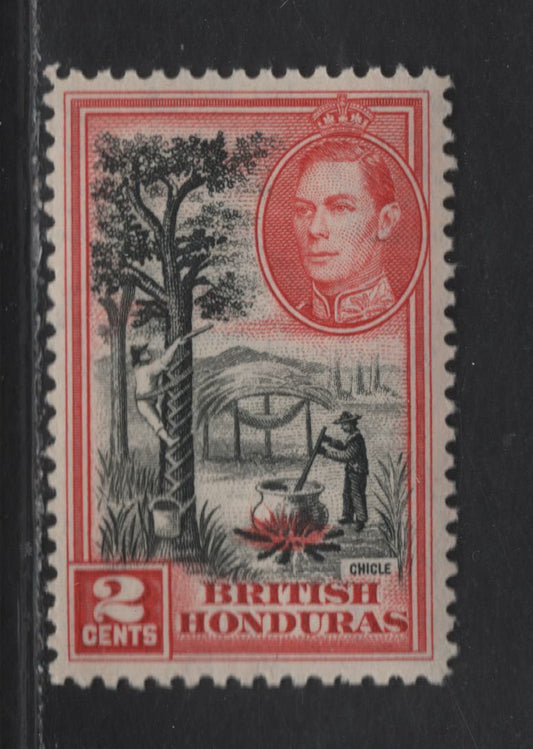 CHICLE
2
CENTS
BRITISH
HONDURAS